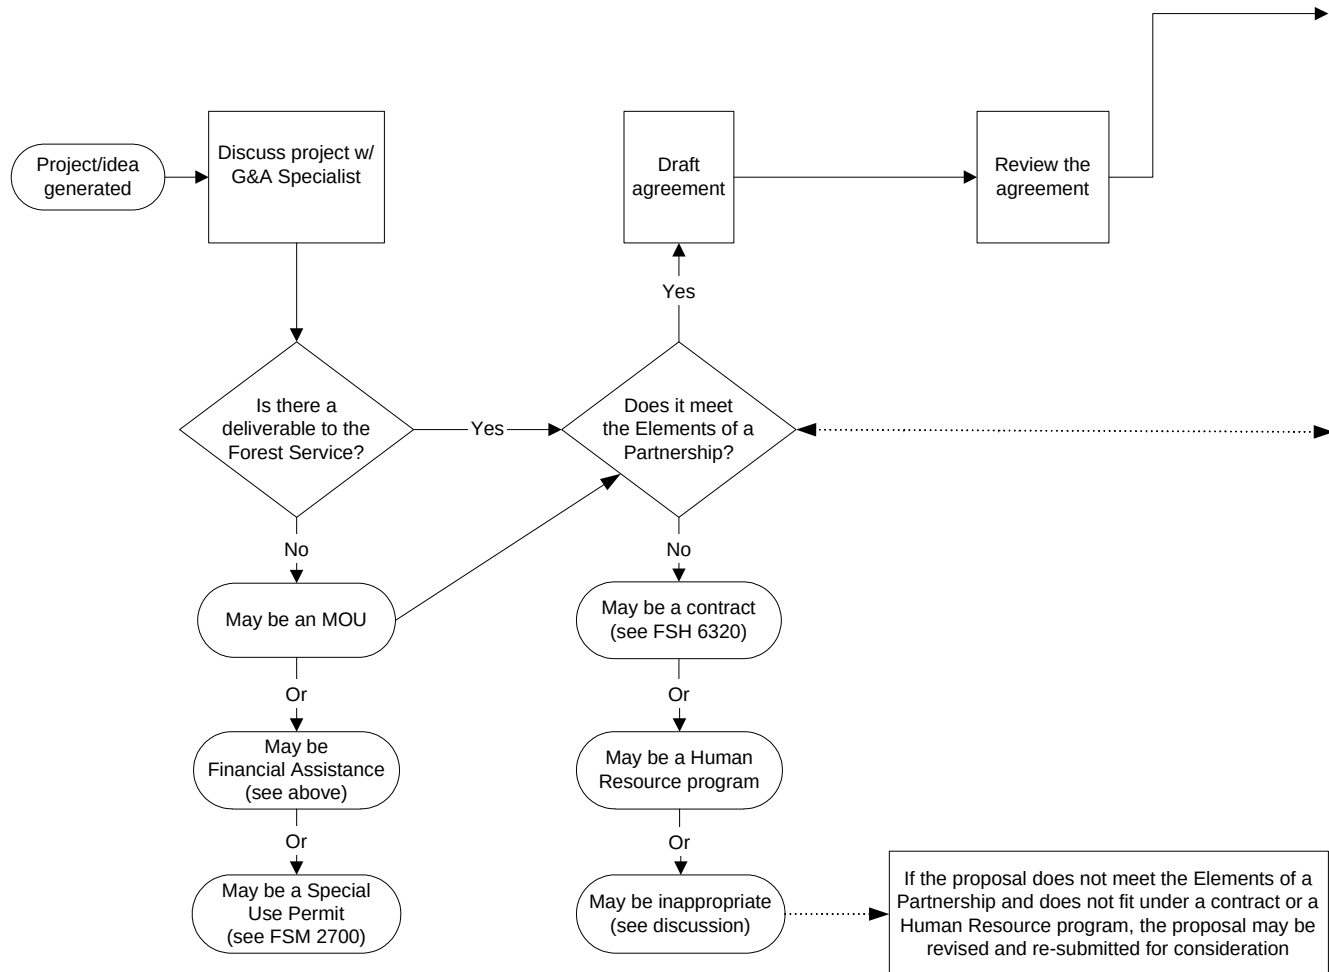 Project/idea
generated
Discuss project w/
G&A Specialist
Draft
agreement
Review the
agreement
Yes
Is there a
deliverable to the
Forest Service?
Yes
Does it meet
the Elements of a
Partnership?
No
No
May be an MOU
May be a contract
(see FSH 6320)
Or
Or
May be
Financial Assistance
(see above)
May be a Human
Resource program
Or
Or
May be a Special
Use Permit
(see FSM 2700)
May be inappropriate
(see discussion)
If the proposal does not meet the Elements of a
Partnership and does not fit under a contract or a
Human Resource program, the proposal may be
revised and re-submitted for consideration